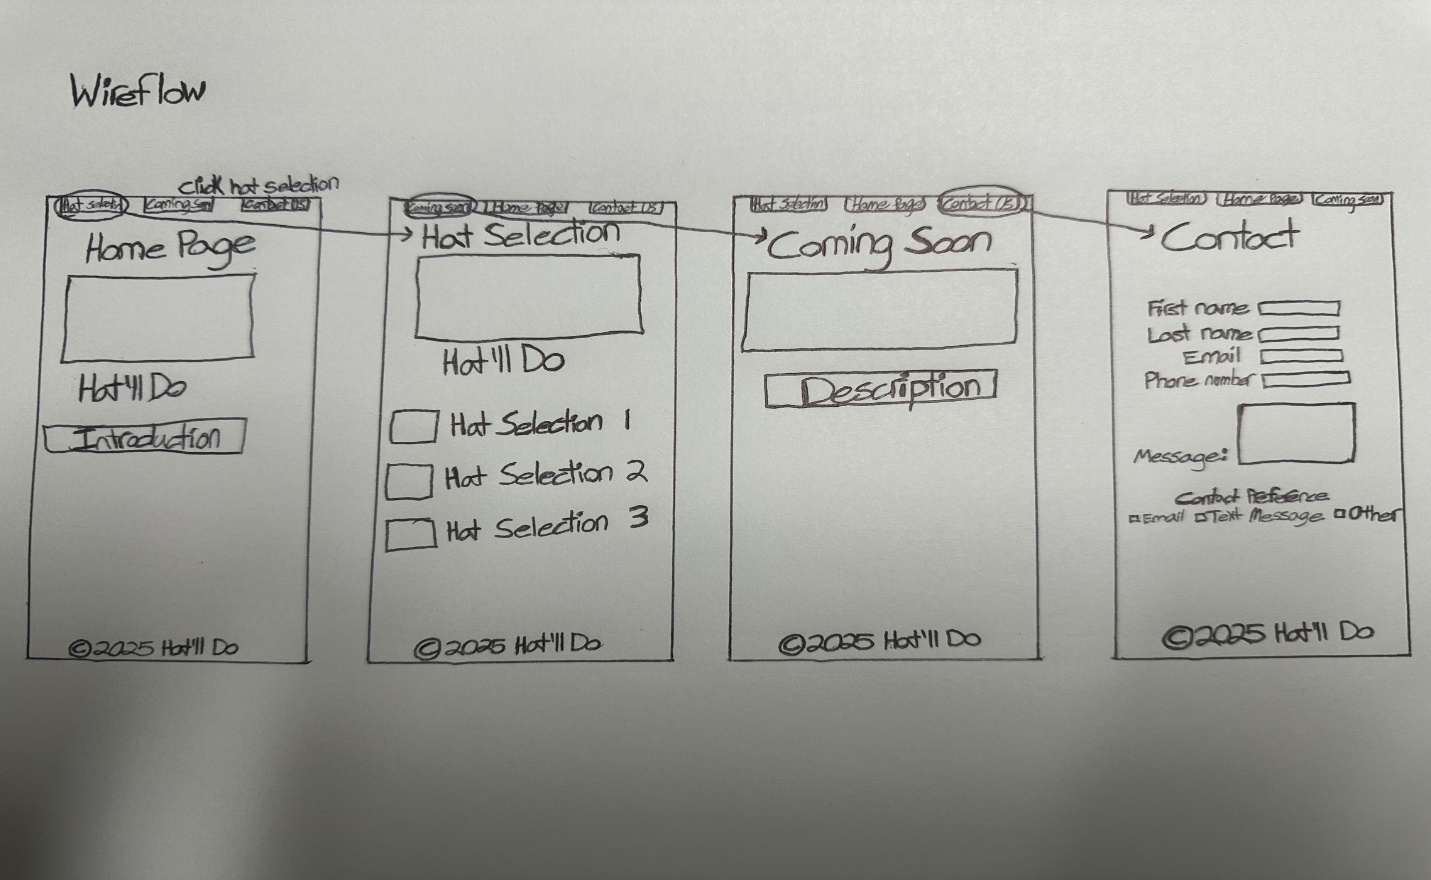 Wireflow
Click hat selection
Hat Selection
Coming Soon
Contact US
Home Page
Hat'll Do
Introduction
©2025 Hat'll Do
Coming Soon
Home Page
Contact US
Hat Selection
Hat'll Do
Hat Selection 1
Hat Selection 2
Hat Selection 3
©2025 Hat'll Do
Hat Selection
Home Page
Contact US
Coming Soon
Description
©2025 Hat'll Do
Hat Selection
Home Page
Coming Soon
Contact
First name
Last name
Email
Phone number
Message:
Contact Preference
Email Text Message Other
©2025 Hat'll Do